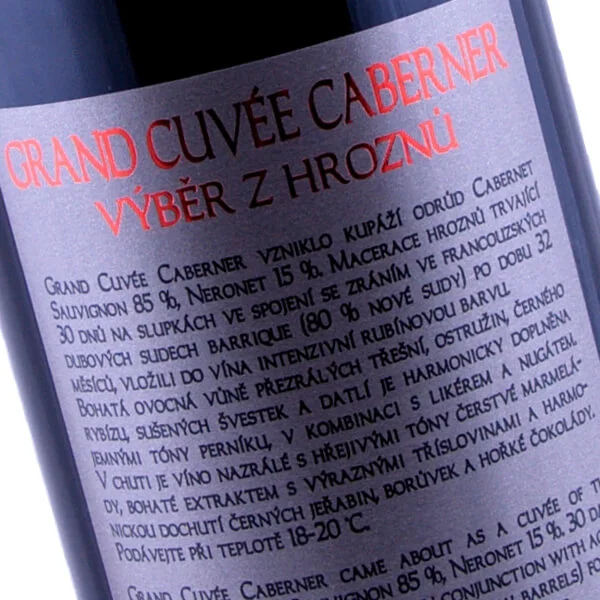 GRAND CUVÉE CABERNER
VÝBĚR Z HROZNŮ
GRAND CUVÉE CABERNER VZNIKLO KUPÁŽÍ ODRŮD CABERNET
SAUVIGNON 85 %, NERONET 15 %. MACERACE HROZNŮ TRVAJÍCÍ
30 DNŮ NA SLUPKÁCH VE SPOJENÍ SE ZRÁNÍM VE FRANCOUZSKÝCH
DUBOVÝCH SUDECH BARRIQUE (80 % NOVÉ SUDY) PO DOBU 32
MĚSÍCŮ, VLOŽILI DO VÍNA INTENZIVNÍ RUBÍNOVOU BARVU.
BOHATÁ OVOCNÁ VŮNĚ PŘEZRÁLÝCH TŘEŠNÍ, OSTRUŽIN, ČERNÉHO
RYBÍZU, SUŠENÝCH ŠVESTEK A DATLÍ JE HARMONICKY DOPLNĚNA
JEMNÝMI TÓNY PERNÍKU, V KOMBINACI S LIKÉREM A NUGÁTEM.
V CHUTI JE VÍNO NAZRÁLÉ S HŘEJIVÝMI TÓNY ČERSTVÉ MARMELÁ-
DY, BOHATÉ EXTRAKTEM S VÝRAZNÝMI TŘÍSLOVINAMI A HARMO-
NICKOU DOCHUTÍ ČERNÝCH JEŘABIN, BORŮVEK A HOŘKÉ ČOKOLÁDY.
PODÁVEJTE PŘI TEPLOTĚ 18-20 °C.
GRAND CUVÉE CABERNER CAME ABOUT AS A CUVÉE OF
SAUVIGNON 85 %, NERONET 15 %. 30
CONJUNCTION WITH
BARRELS)